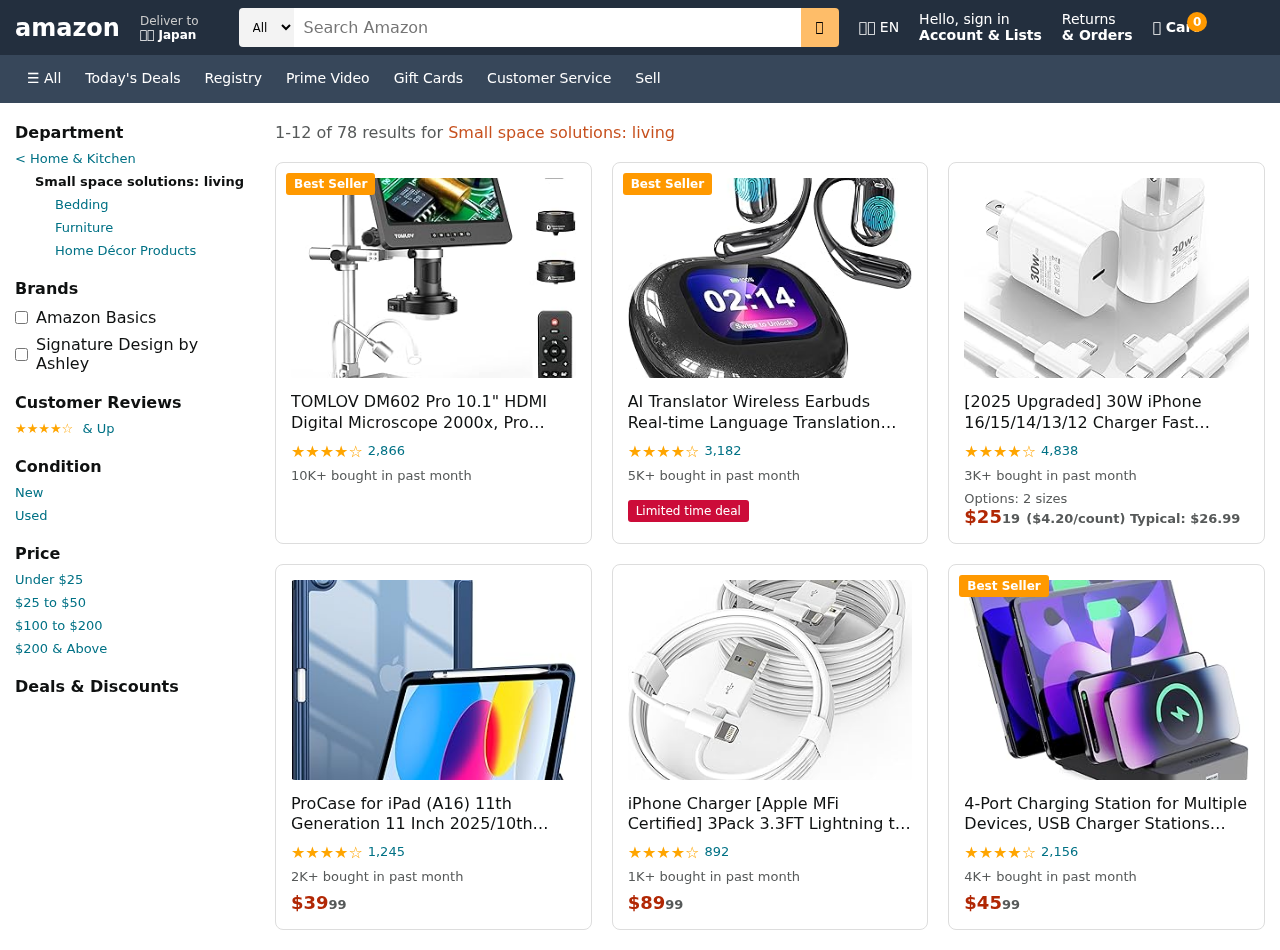 amazon
Deliver to
Japan
All
Search Amazon
EN
Hello, sign in
Account & Lists
Returns
& Orders
0
☰ All
Today's Deals
Registry
Prime Video
Gift Cards
Customer Service
Sell
Department
< Home & Kitchen
Small space solutions: living
Bedding
Furniture
Home Décor Products
Brands
Amazon Basics
Signature Design by
Ashley
Customer Reviews
★★★★☆ & Up
Condition
New
Used
Price
Under $25
$25 to $50
$100 to $200
$200 & Above
Deals & Discounts
1-12 of 78 results for Small space solutions: living
Best Seller
TOMLOV
TOMLOV DM602 Pro 10.1" HDMI
Digital Microscope 2000x, Pro...
★★★★☆ 2,866
10K+ bought in past month
Best Seller
100%
02:14
Swipe to Unlock
AI Translator Wireless Earbuds
Real-time Language Translation...
★★★★☆ 3,182
5K+ bought in past month
Limited time deal
30W
30W
[2025 Upgraded] 30W iPhone
16/15/14/13/12 Charger Fast...
★★★★☆ 4,838
3K+ bought in past month
Options: 2 sizes
$25 19 ($4.20/count) Typical: $26.99
ProCase for iPad (A16) 11th
Generation 11 Inch 2025/10th...
★★★★☆ 1,245
2K+ bought in past month
$39 99
iPhone Charger [Apple MFi
Certified] 3Pack 3.3FT Lightning t...
★★★★☆ 892
1K+ bought in past month
$89 99
Best Seller
4-Port Charging Station for Multiple
Devices, USB Charger Stations...
★★★★☆ 2,156
4K+ bought in past month
$45 99